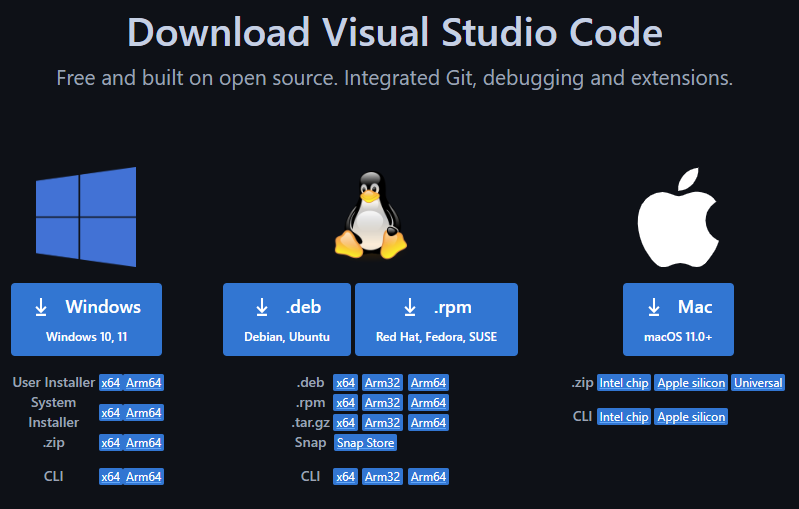 Download Visual Studio Code
Free and built on open source. Integrated Git, debugging and extensions.
Windows
Windows 10, 11
User Installer x64 Arm64
System
Installer x64 Arm64
.zip x64 Arm64
CLI x64 Arm64
.deb
Debian, Ubuntu
.rpm
Red Hat, Fedora, SUSE
.deb x64 Arm32 Arm64
.rpm x64 Arm32 Arm64
.tar.gz x64 Arm32 Arm64
Snap Snap Store
CLI x64 Arm32 Arm64
Mac
macOS 11.0+
.zip Intel chip Apple silicon Universal
CLI Intel chip Apple silicon